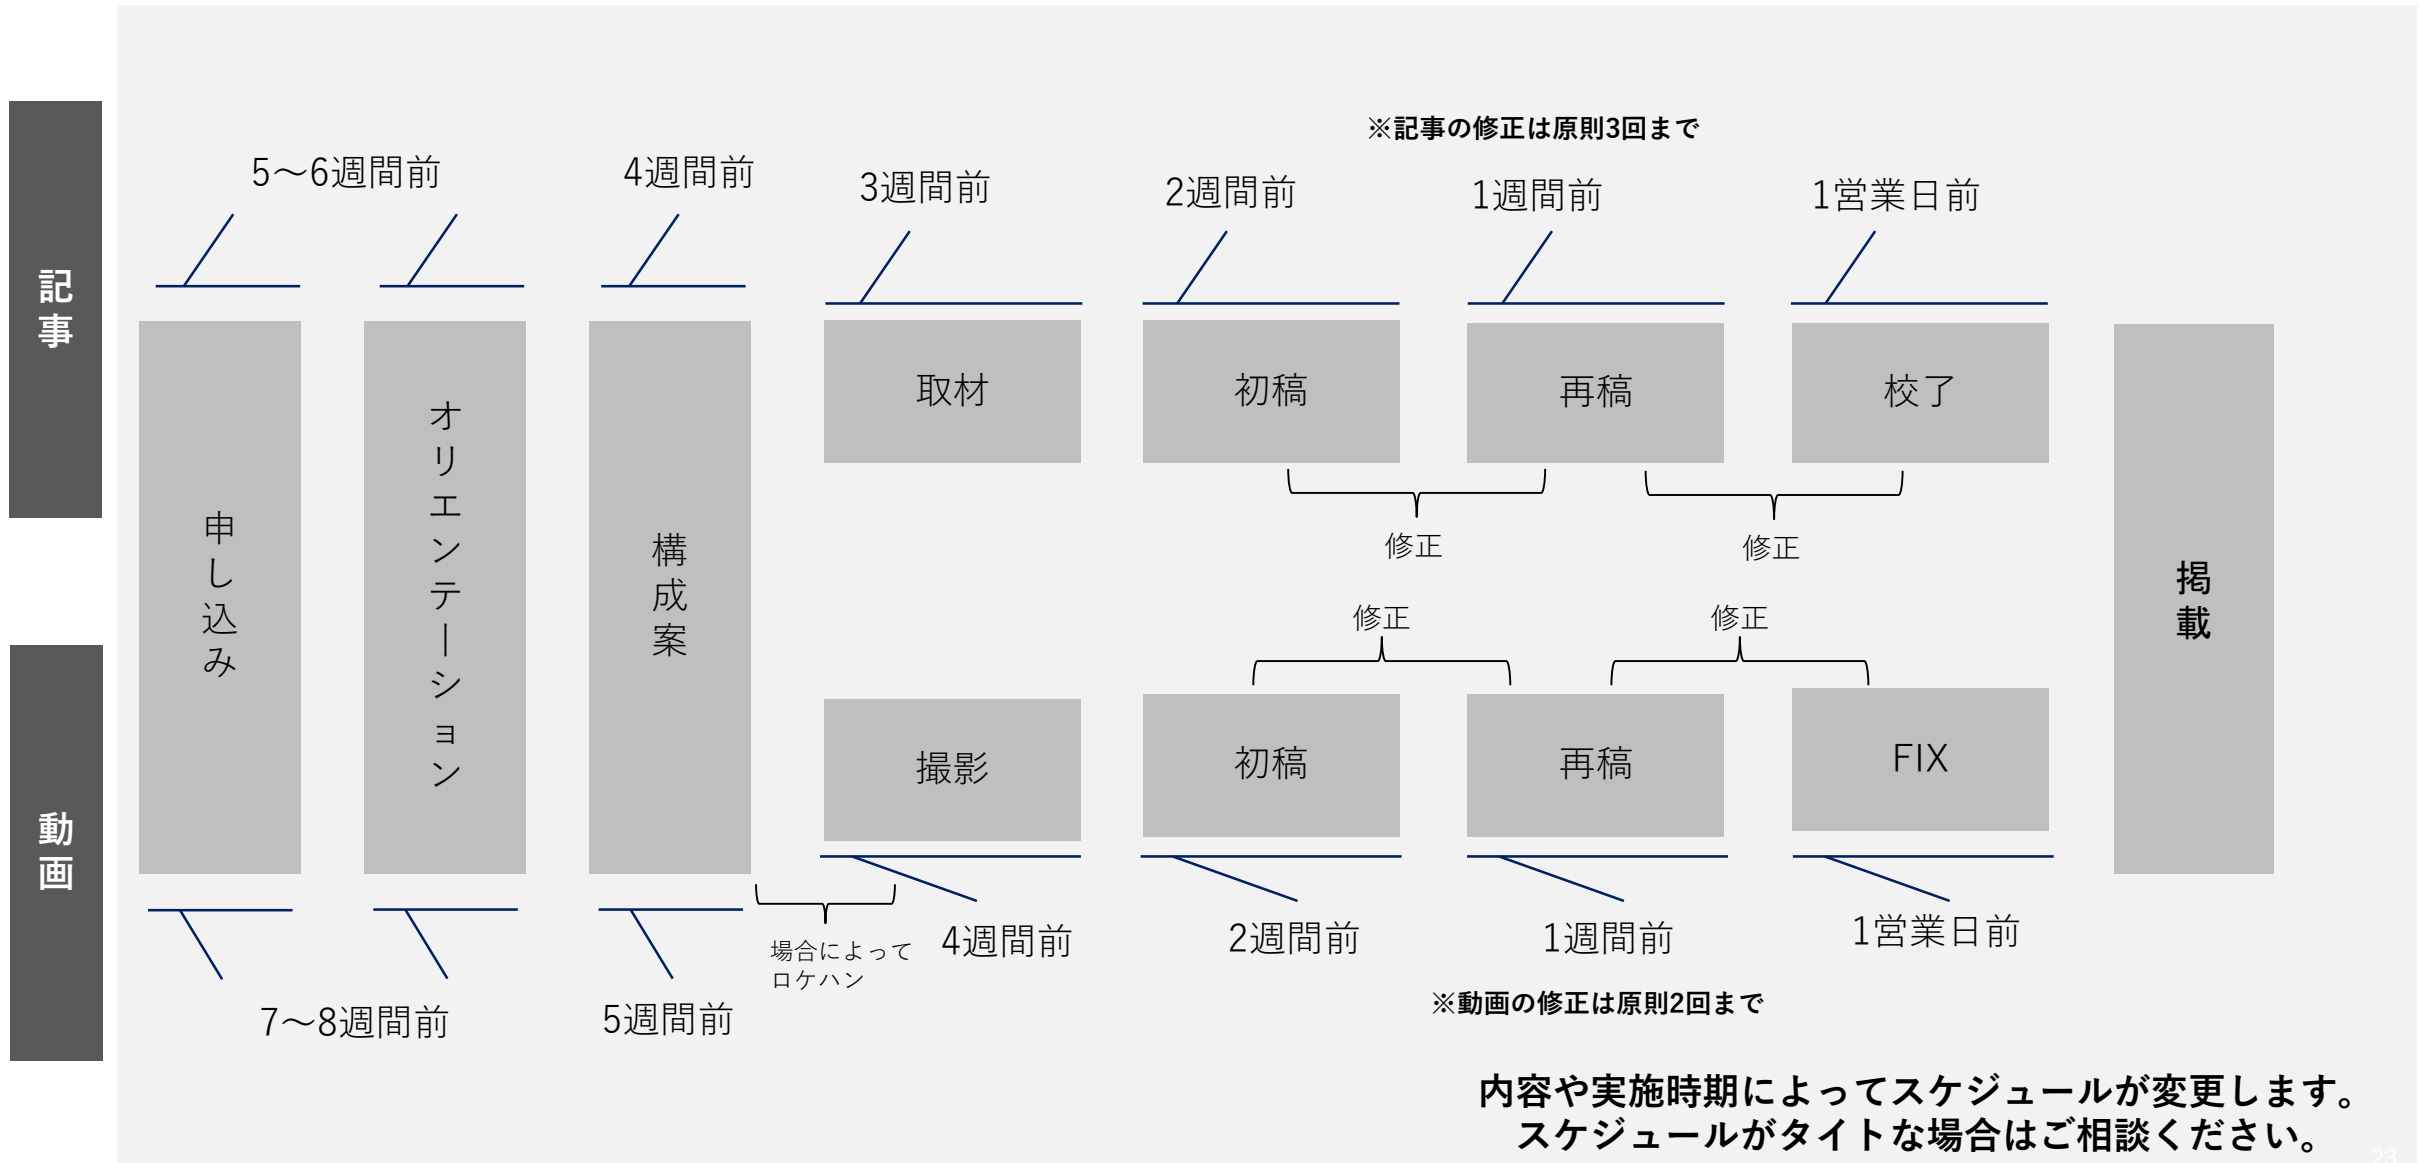 記事
※記事の修正は原則3回まで
5～6週間前
4週間前
3週間前
2週間前
1週間前
1営業日前
申し込み
オリエンテーション
構成案
取材
初稿
再稿
校了
掲載
修正
修正
動画
修正
修正
撮影
初稿
再稿
FIX
7～8週間前
5週間前
場合によって
ロケハン
4週間前
2週間前
1週間前
1営業日前
※動画の修正は原則2回まで
内容や実施時期によってスケジュールが変更します。
スケジュールがタイトな場合はご相談ください。
23